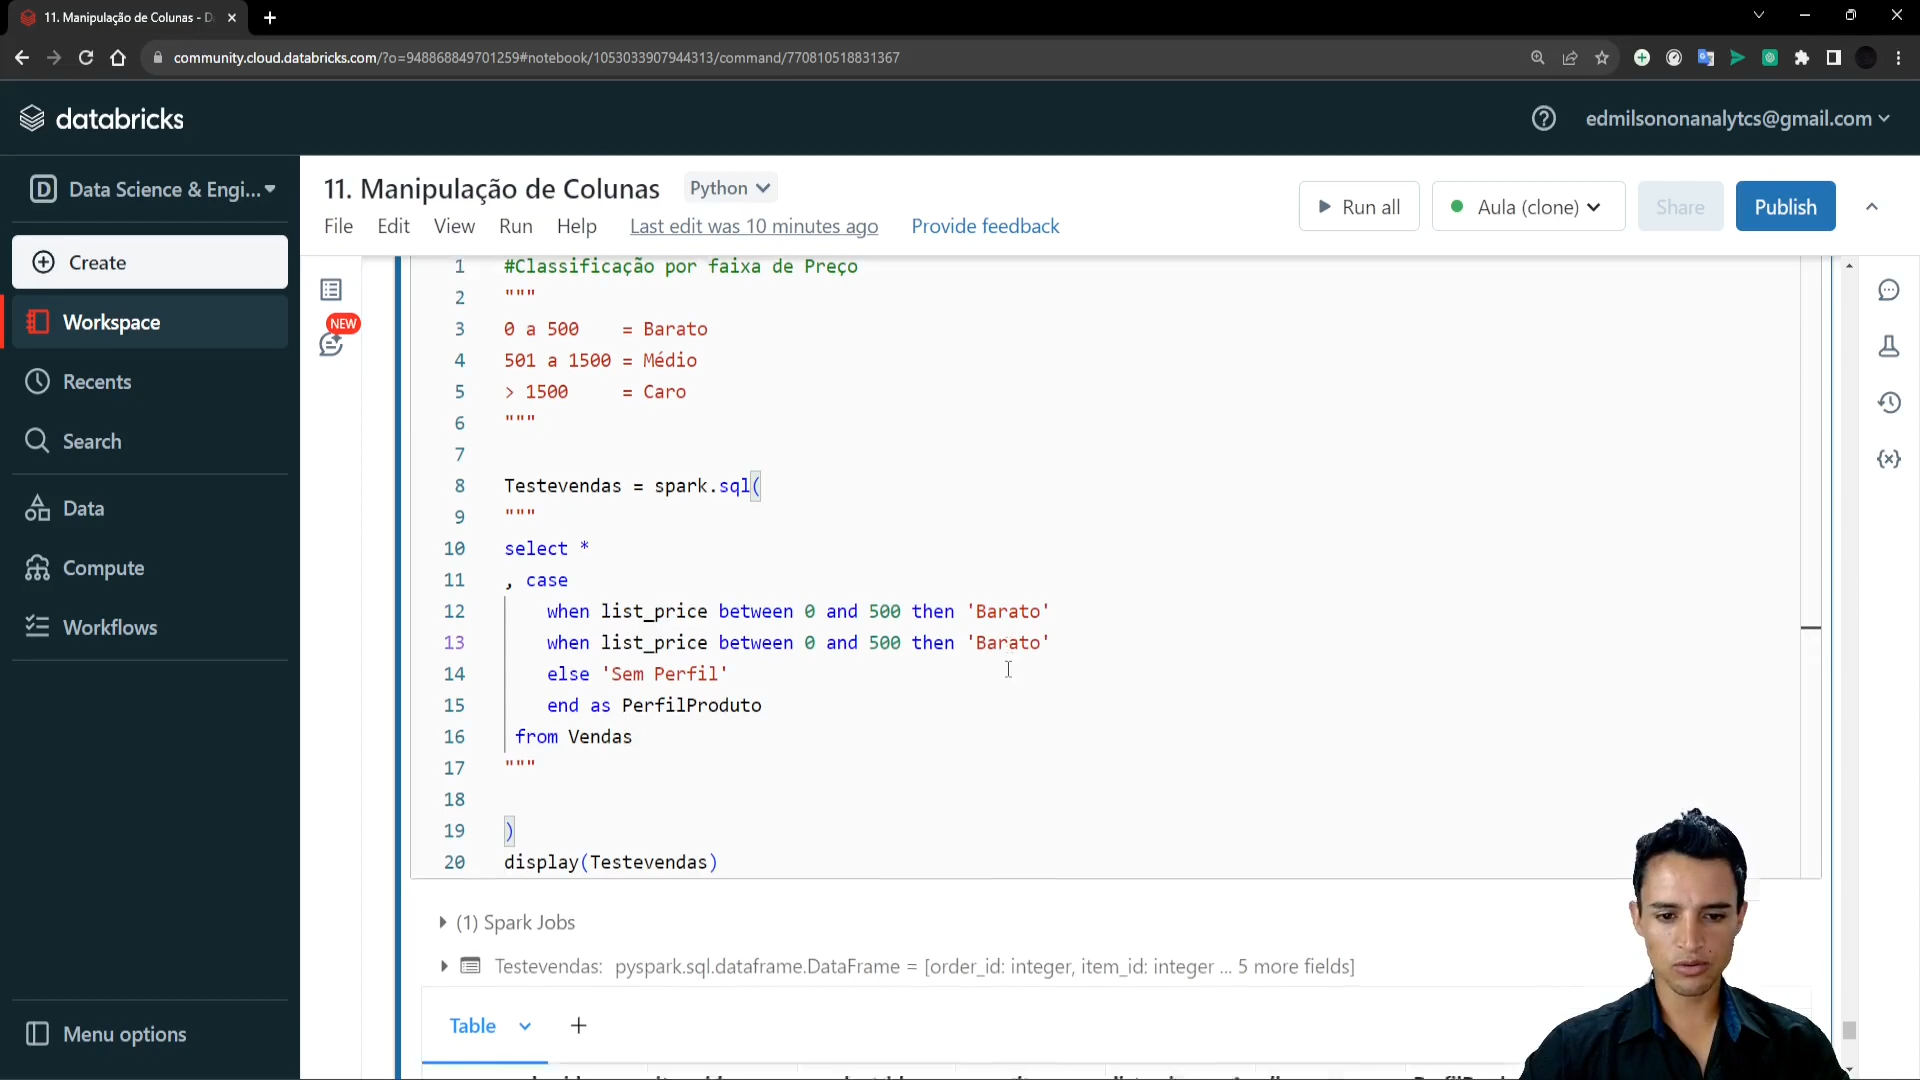 11. Manipulação de Colunas - D
community.cloud.databricks.com/?o=948868849701259#notebook/1053033907944313/command/770810518831367
databricks
edmilsononanalytcs@gmail.com
D Data Science & Engi...
11. Manipulação de Colunas Python
Run all
Aula (clone)
Share
Publish
File Edit View Run Help Last edit was 10 minutes ago Provide feedback
Create
Workspace
Recents
Search
Data
Compute
Workflows
Menu options
NEW
1 #Classificação por faixa de Preço
2 """
3 0 a 500 = Barato
4 501 a 1500 = Médio
5 > 1500 = Caro
6 """
7
8 Testevendas = spark.sql(
9 """
10 select *
11 , case
12 when list_price between 0 and 500 then 'Barato'
13 when list_price between 0 and 500 then 'Barato'
14 else 'Sem Perfil'
15 end as PerfilProduto
16 from Vendas
17 """
18
19 )
20 display(Testevendas)
(1) Spark Jobs
Testevendas: pyspark.sql.dataframe.DataFrame = [order_id: integer, item_id: integer ... 5 more fields]
Table +